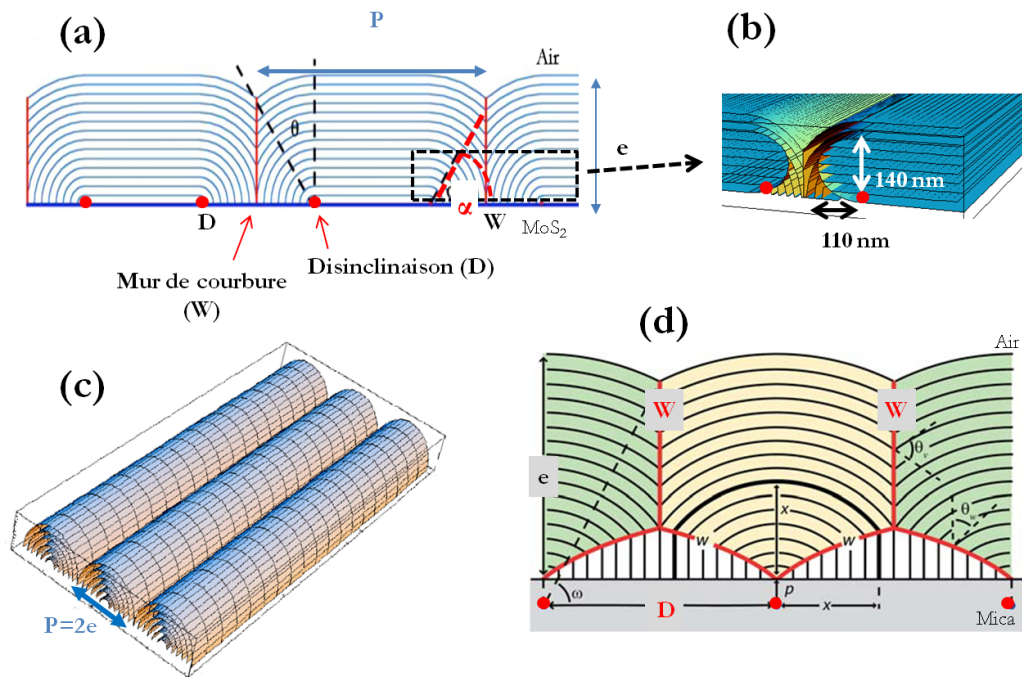 (a)
P
Air
θ
e
α
D
W
MoS₂
Mur de courbure
(W)
Disinclinaison (D)
(b)
140 nm
110 nm
(c)
P=2e
(d)
Air
W
W
e
θᵥ
x
θw
w
w
ω
p
D
x
Mica